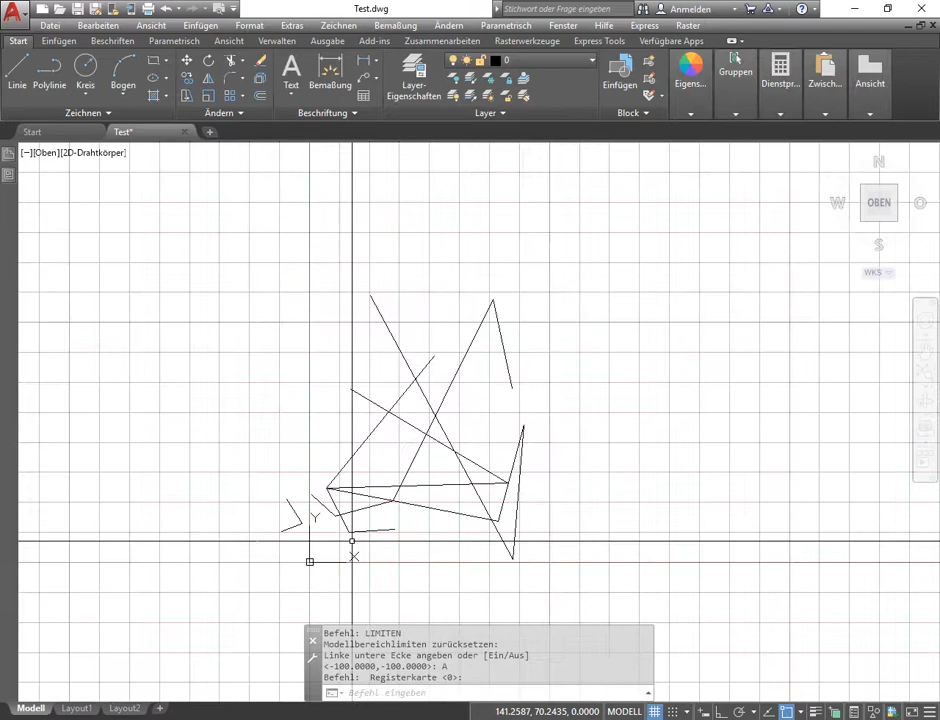 Test.dwg
Stichwort oder Frage eingeben
Anmelden
Datei Bearbeiten Ansicht Einfügen Format Extras Zeichnen Bemaßung Ändern Parametrisch Fenster Hilfe Express Raster
Start Einfügen Beschriften Parametrisch Ansicht Verwalten Ausgabe Add-ins Zusammenarbeiten Rasterwerkzeuge Express Tools Verfügbare Apps
Linie Polylinie Kreis Bogen
Text Bemaßung
Layer-
Eigenschaften
0
Einfügen
Eigens... Gruppen Dienstpr... Zwisch... Ansicht
Zeichnen Ändern Beschriftung Layer Block
Start Test*
[−][Oben][2D-Drahtkörper]
N
W OBEN O
S
WKS
Y
X
Befehl: LIMITEN
Modellbereichlimiten zurücksetzen:
Linke untere Ecke angeben oder [Ein/Aus]
<-100.0000,-100.0000>: A
Befehl:  Registerkarte <0>:
Befehl eingeben
Modell Layout1 Layout2 +
141.2587, 70.2435, 0.0000 MODELL